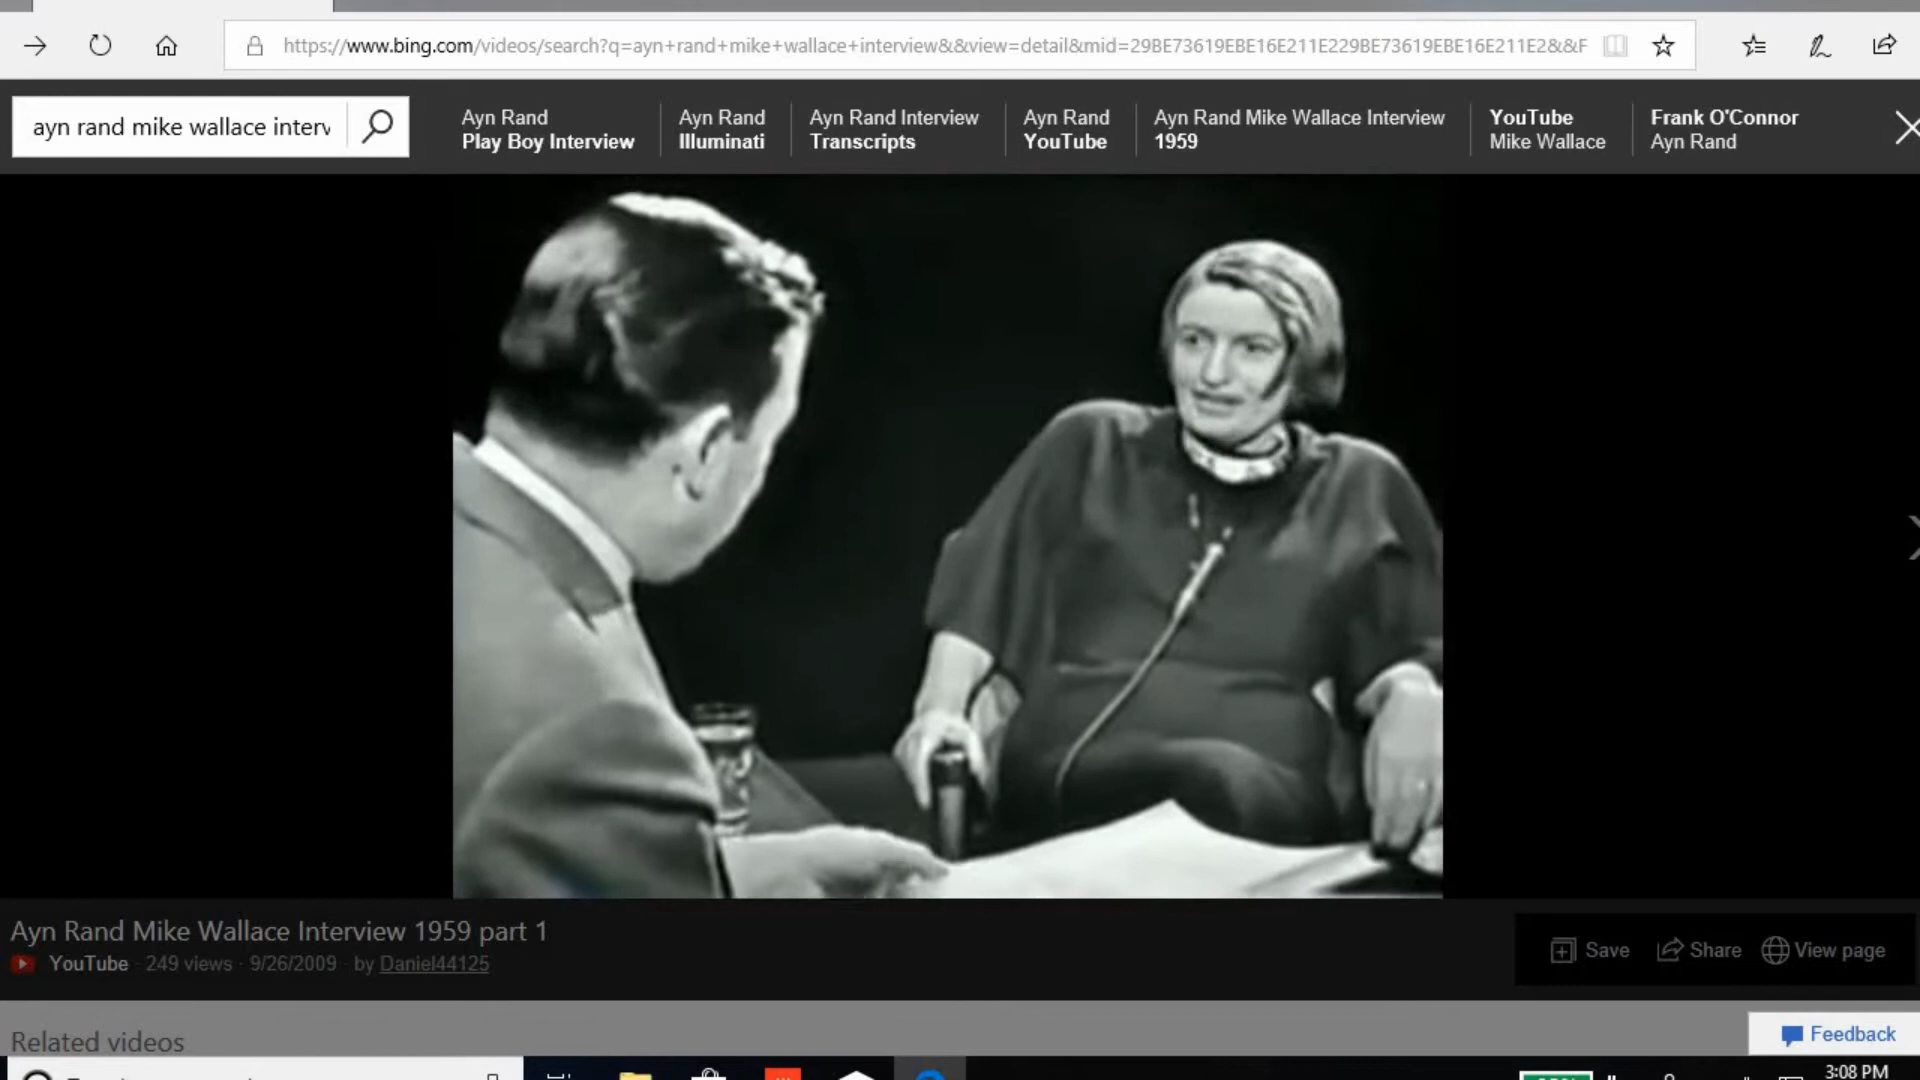 https://www.bing.com/videos/search?q=ayn+rand+mike+wallace+interview&&view=detail&mid=29BE73619EBE16E211E229BE73619EBE16E211E2&&F
ayn rand mike wallace interv
Ayn Rand
Play Boy Interview
Ayn Rand
Illuminati
Ayn Rand Interview
Transcripts
Ayn Rand
YouTube
Ayn Rand Mike Wallace Interview
1959
YouTube
Mike Wallace
Frank O'Connor
Ayn Rand
Ayn Rand Mike Wallace Interview 1959 part 1
YouTube · 249 views · 9/26/2009 · by Daniel44125
Save
Share
View page
Related videos
Feedback
3:08 PM